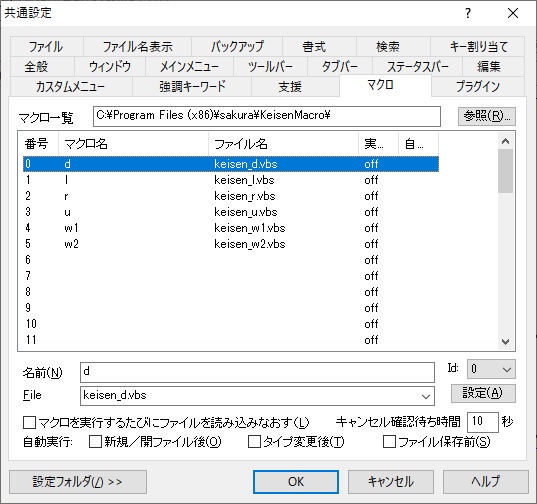 共通設定
ファイル ファイル名表示 バックアップ 書式 検索 キー割り当て
全般 ウィンドウ メインメニュー ツールバー タブバー ステータスバー 編集
カスタムメニュー 強調キーワード 支援 マクロ プラグイン
マクロ一覧 C:¥Program Files (x86)¥sakura¥KeisenMacro¥ 参照(R)...
番号 マクロ名 ファイル名 実... 自...
0 d keisen_d.vbs off
1 l keisen_l.vbs off
2 r keisen_r.vbs off
3 u keisen_u.vbs off
4 w1 keisen_w1.vbs off
5 w2 keisen_w2.vbs off
6 off
7 off
8 off
9 off
10 off
11 off
名前(N) d Id: 0
File keisen_d.vbs 設定(A)
マクロを実行するたびにファイルを読み込みなおす(L) キャンセル確認待ち時間 10 秒
自動実行: 新規／開ファイル後(O) タイプ変更後(T) ファイル保存前(S)
設定フォルダ(/) >> OK キャンセル ヘルプ